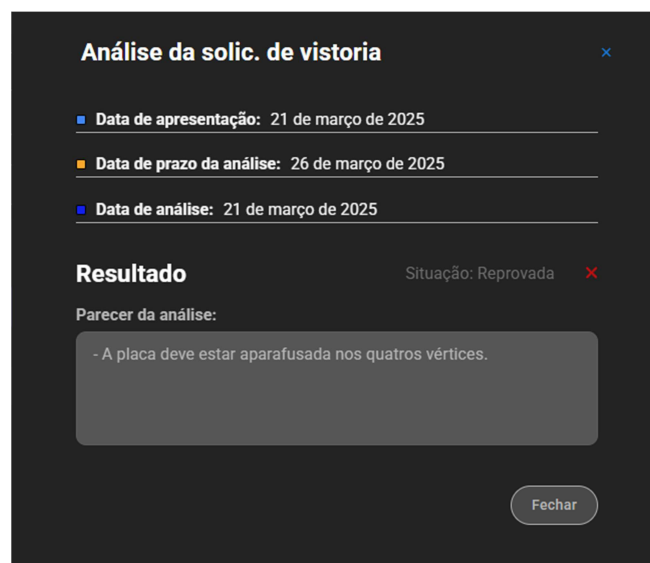 Análise da solic. de vistoria
Data de apresentação: 21 de março de 2025
Data de prazo da análise: 26 de março de 2025
Data de análise: 21 de março de 2025
Resultado Situação: Reprovada
Parecer da análise:
- A placa deve estar aparafusada nos quatros vértices.
Fechar